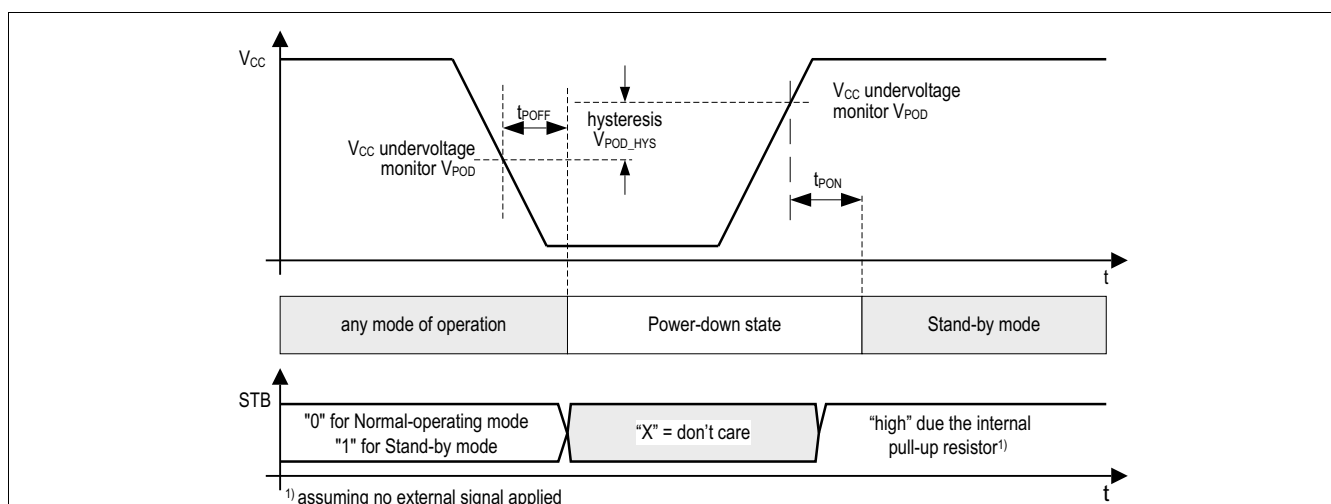 VCC
tPOFF
hysteresis
VPOD_HYS
VCC undervoltage
monitor VPOD
VCC undervoltage
monitor VPOD
tPON
t
any mode of operation
Power-down state
Stand-by mode
STB
"0" for Normal-operating mode
"1" for Stand-by mode
“X” = don’t care
“high” due the internal
pull-up resistor1)
1) assuming no external signal applied
t